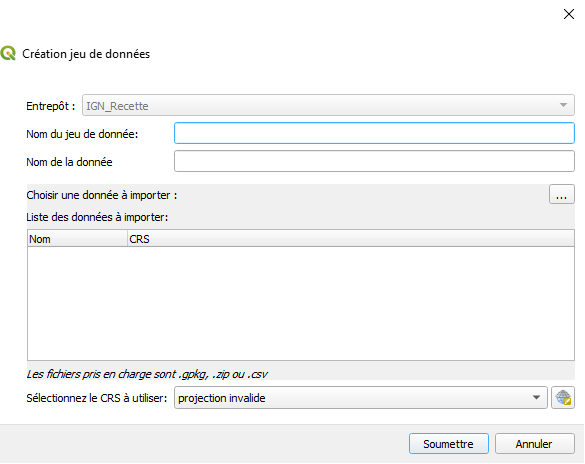 Création jeu de données
Entrepôt : IGN_Recette
Nom du jeu de donnée:
Nom de la donnée
Choisir une donnée à importer : ...
Liste des données à importer:
Nom CRS
Les fichiers pris en charge sont .gpkg, .zip ou .csv
Sélectionnez le CRS à utiliser: projection invalide
Soumettre Annuler